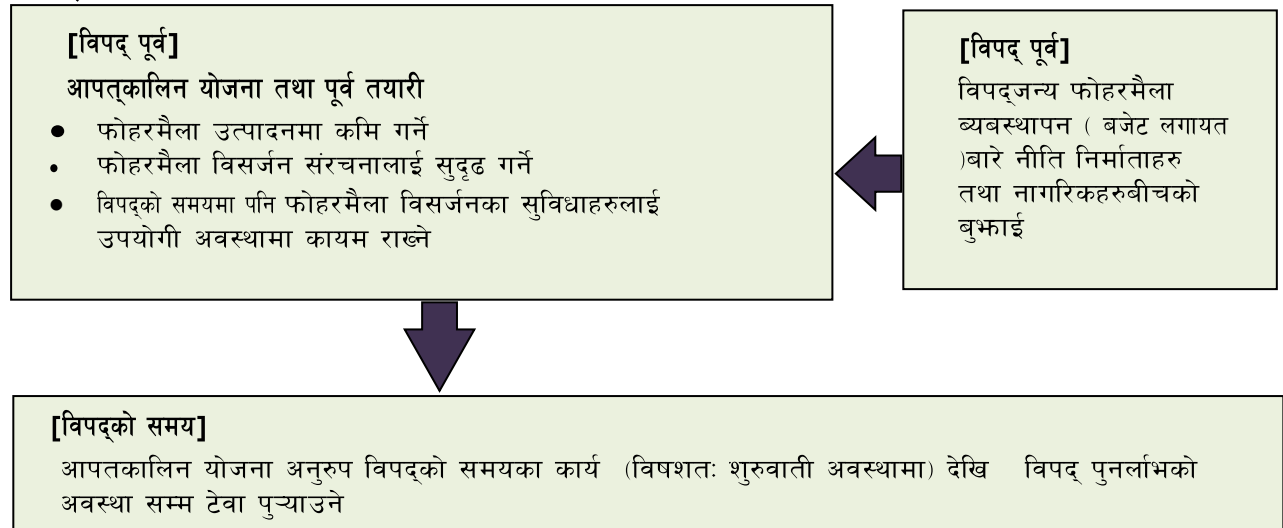 [विपद् पूर्व]
आपत्कालिन योजना तथा पूर्व तयारी
● फोहरमैला उत्पादनमा कमि गर्ने
• फोहरमैला विसर्जन संरचनालाई सुदृढ गर्ने
● विपद्को समयमा पनि फोहरमैला विसर्जनका सुविधाहरुलाई
उपयोगी अवस्थामा कायम राख्ने
[विपद् पूर्व]
विपद्जन्य फोहरमैला
ब्यबस्थापन ( बजेट लगायत
)बारे नीति निर्माताहरु
तथा नागरिकहरुबीचको
बुझाई
[विपद्को समय]
आपतकालिन योजना अनुरुप विपद्को समयका कार्य (विषशतः शुरुवाती अवस्थामा) देखि विपद् पुनर्लाभको
अवस्था सम्म टेवा पुऱ्याउने